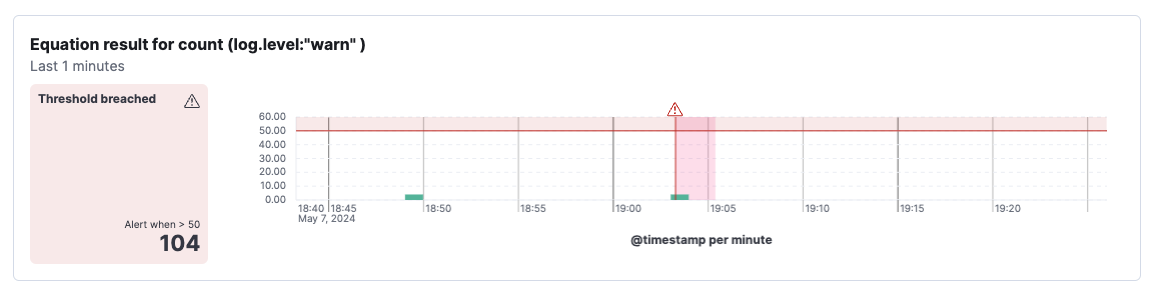 Equation result for count (log.level:"warn" )
Last 1 minutes
Threshold breached
Alert when > 50
104
60.00
50.00
40.00
30.00
20.00
10.00
0.00
18:40 18:45 18:50 18:55 19:00 19:05 19:10 19:15 19:20
May 7, 2024
@timestamp per minute